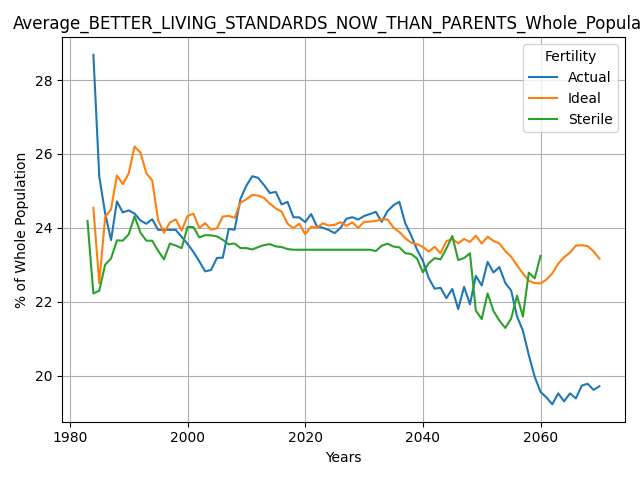 Average_BETTER_LIVING_STANDARDS_NOW_THAN_PARENTS_Whole_Popula
Fertility
Actual
Ideal
Sterile
% of Whole Population
28
26
24
22
20
1980
2000
2020
2040
2060
Years